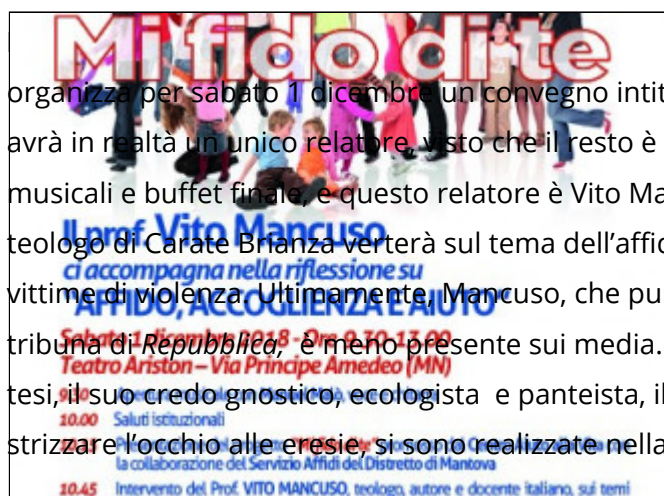 Mi fido di te
organizza per sabato 1 dicembre un convegno intit
avrà in realtà un unico relatore, visto che il resto è
musicali e buffet finale, e questo relatore è Vito Ma
Il prof. Vito Mancuso
teologo di Carate Brianza verterà sul tema dell'affid
ci accompagna nella riflessione su
"AFFIDO, ACCOGLIENZA E AIUTO"
vittime di violenza. Ultimamente, Mancuso, che pu
Sabato 1 dicembre 2018 - Ore 9.30-13.00
tribuna di Repubblica, è meno presente sui media.
Teatro Ariston – Via Principe Amedeo (MN)
tesi, il suo credo gnostico, ecologista e panteista, il
9.30
10.00 Saluti istituzionali
strizzare l'occhio alle eresie, si sono realizzate nella
la collaborazione del Servizio Affidi del Distretto di Mantova
10.45 Intervento del Prof. VITO MANCUSO, teologo, autore e docente italiano, sui temi